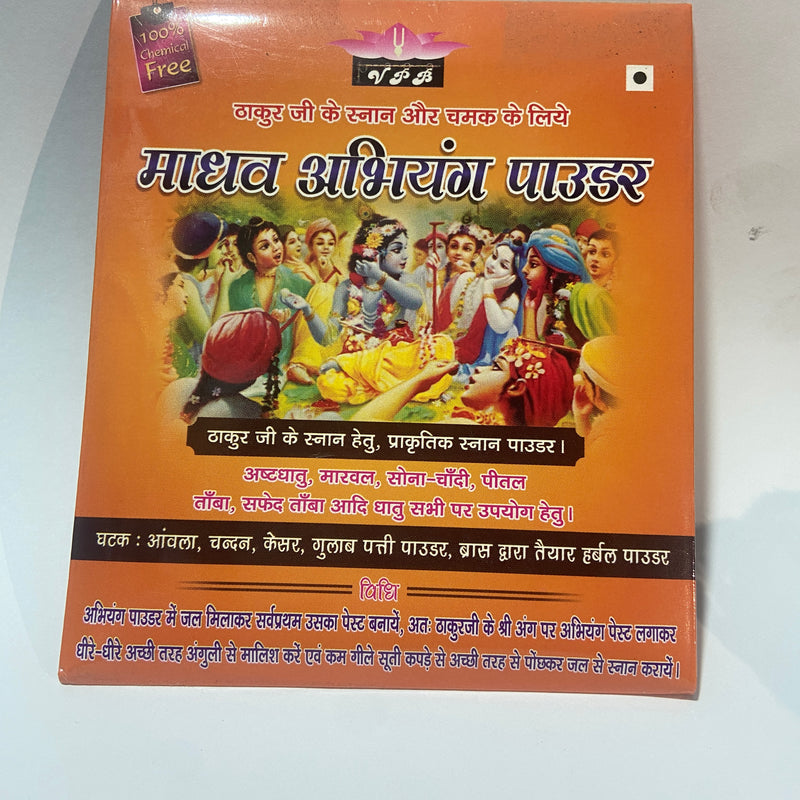 100%
Chemical
Free
VPB
ठाकुर जी के स्नान और चमक के लिये
माधव अभियंग पाउडर
ठाकुर जी के स्नान हेतु, प्राकृतिक स्नान पाउडर।
अष्टधातु, मारवल, सोना-चाँदी, पीतल
ताँबा, सफेद ताँबा आदि धातु सभी पर उपयोग हेतु।
घटक : आंवला, चन्दन, केसर, गुलाब पत्ती पाउडर, ब्रास द्वारा तैयार हर्बल पाउडर
विधि
अभियंग पाउडर में जल मिलाकर सर्वप्रथम उसका पेस्ट बनायें, अतः ठाकुरजी के श्री अंग पर अभियंग पेस्ट लगाकर
धीरे-धीरे अच्छी तरह अंगुली से मालिश करें एवं कम गीले सूती कपड़े से अच्छी तरह से पोंछकर जल से स्नान करायें।